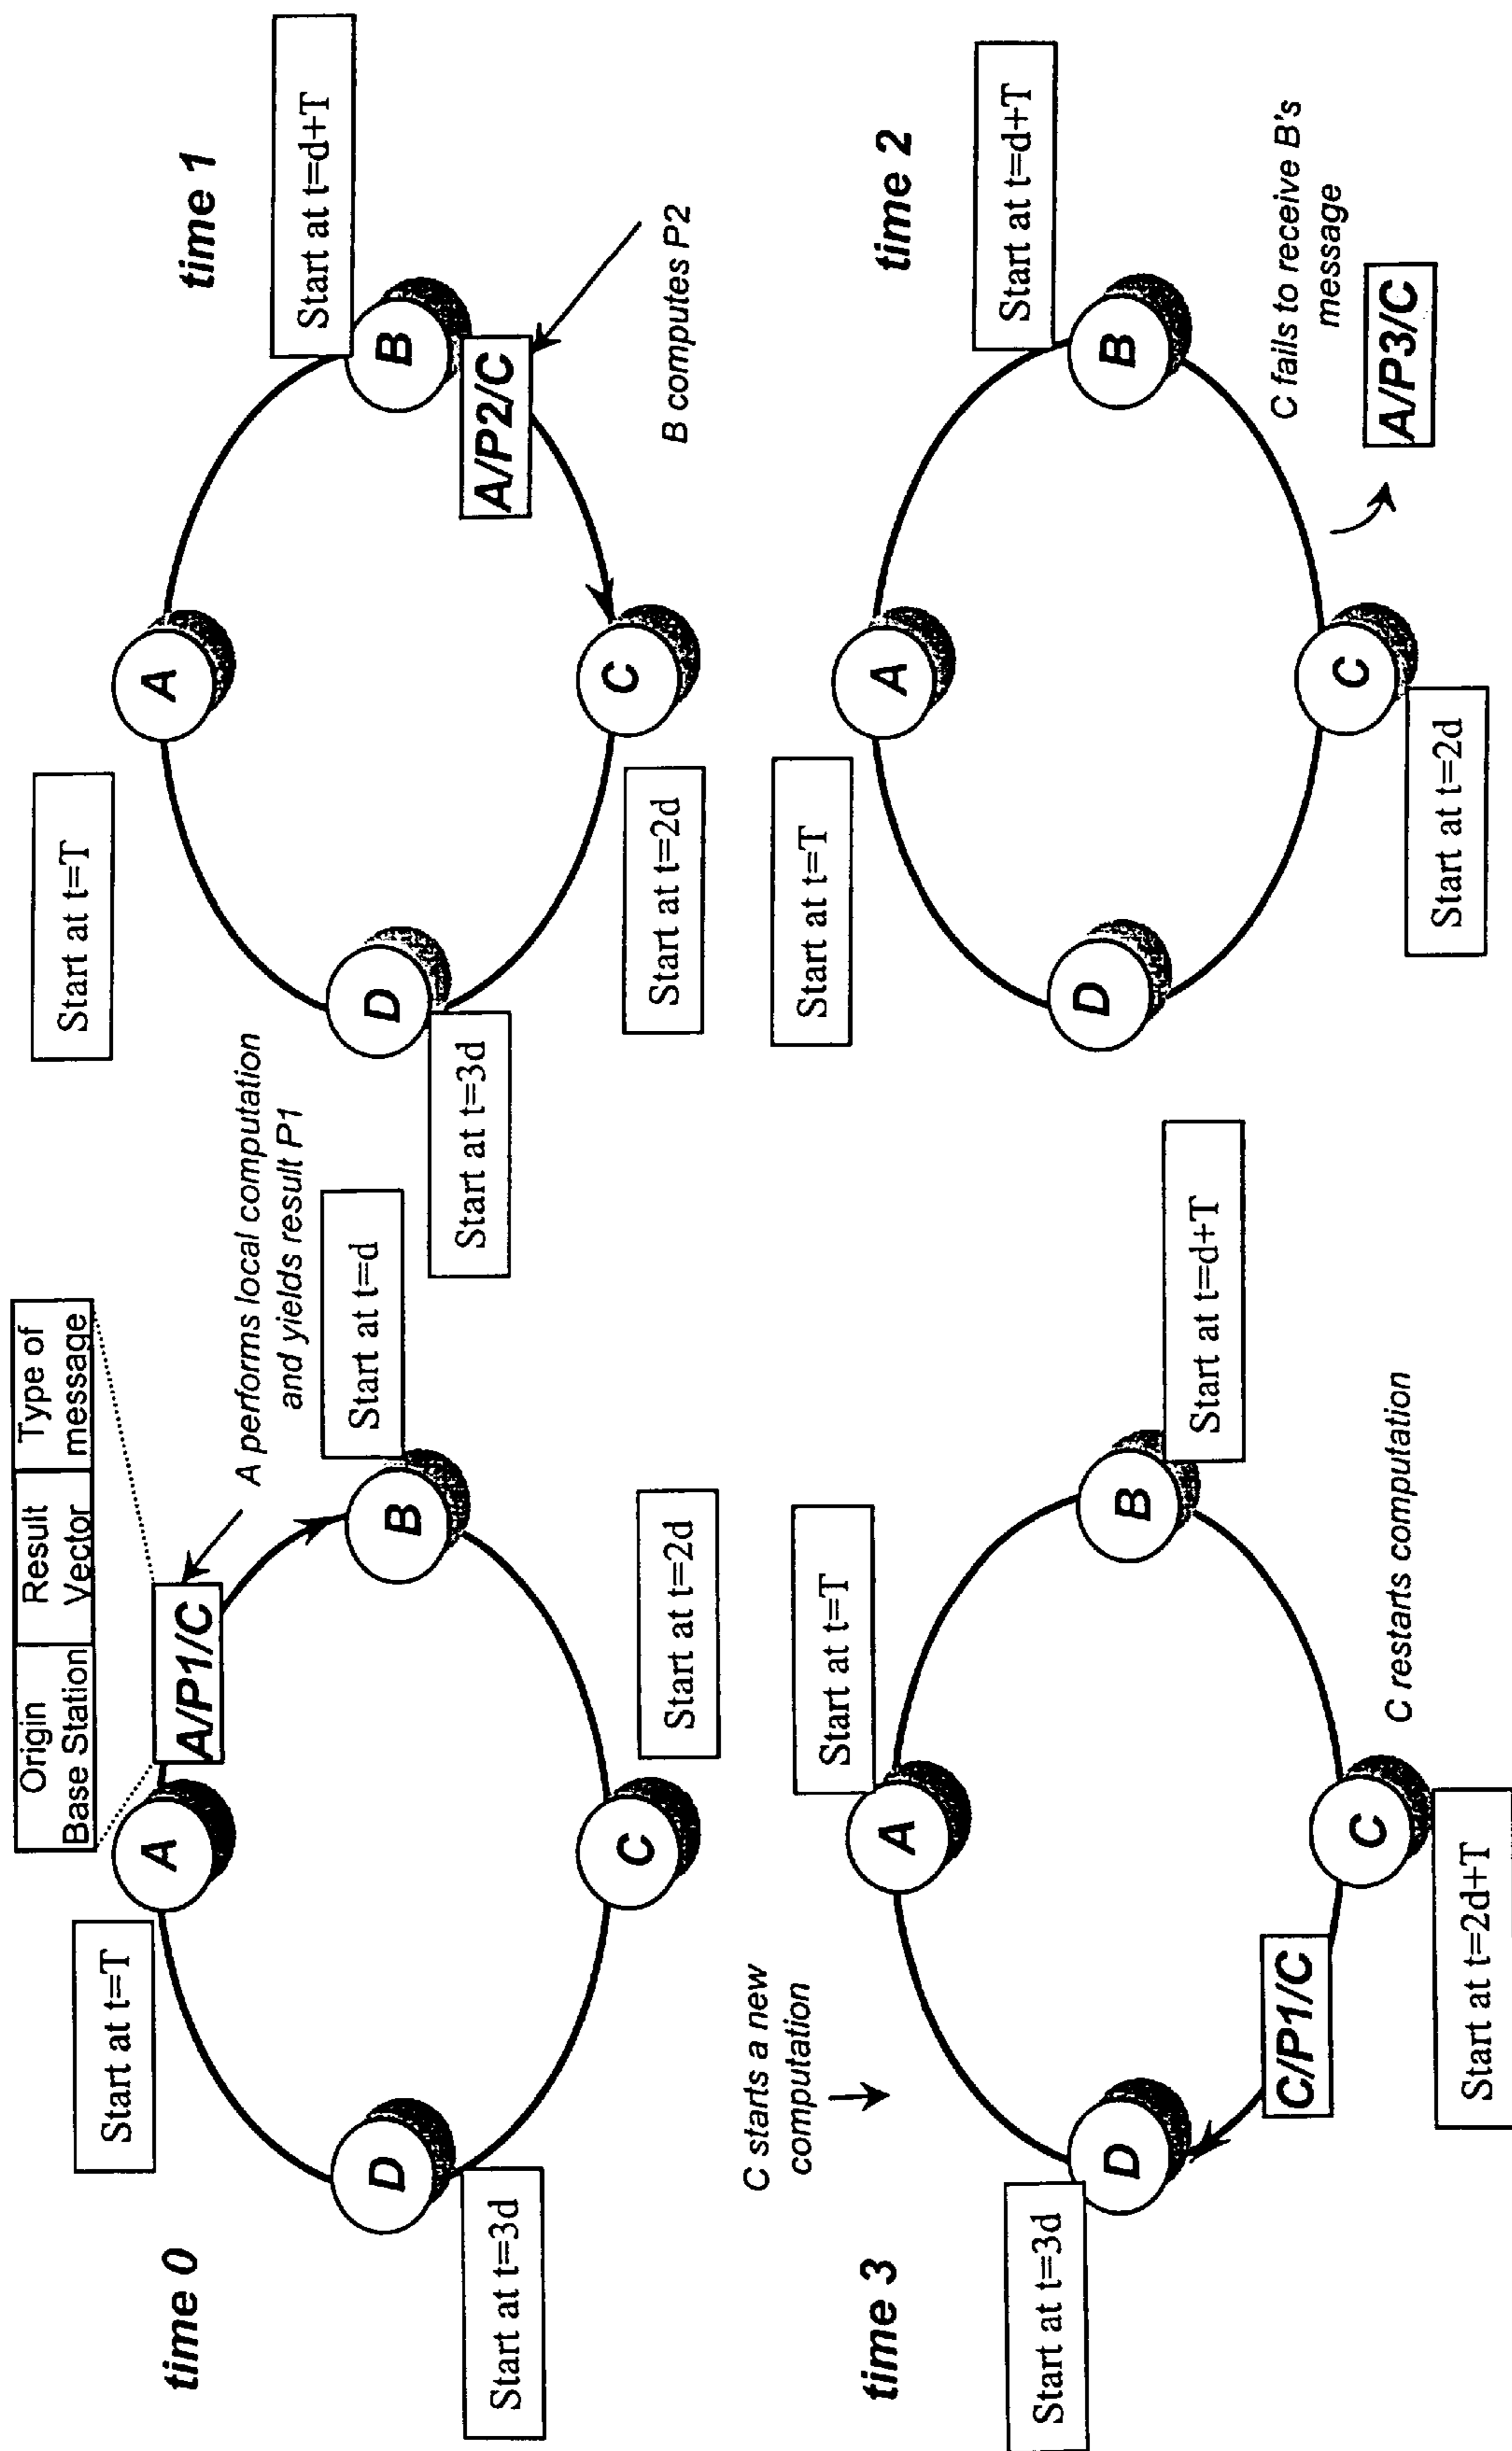 time 0
Origin
Base Station
Result
Vector
Type of
message
Start at t=T
A
A/P1/C
A performs local computation
and yields result P1
Start at t=d
B
D
Start at t=3d
C
Start at t=2d
time 1
Start at t=T
A
Start at t=d+T
B
A/P2/C
B computes P2
D
Start at t=3d
C
Start at t=2d
time 3
C starts a new
computation
Start at t=T
A
Start at t=3d
D
B
Start at t=d+T
C/P1/C
C
Start at t=2d+T
C restarts computation
time 2
Start at t=T
A
Start at t=d+T
B
D
C fails to receive B's
message
A/P3/C
C
Start at t=2d